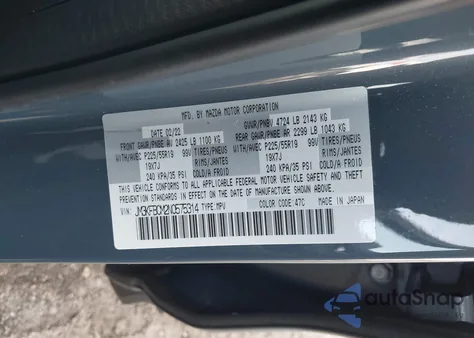 MFD. BY MAZDA MOTOR CORPORATION
DATE 02/22 GVWR/PNBV 4724 LB 2143 KG
FRONT GAWR/PNBE AV 2425 LB 1100 KG REAR GAWR/PNBE AR 2299 LB 1043 KG
WITH/AVEC P225/55R19 99V TIRES/PNEUS WITH/AVEC P225/55R19 99V TIRES/PNEUS
19X7J RIMS/JANTES 19X7J RIMS/JANTES
240 KPA/35 PSI COLD/A FROID 240 KPA/35 PSI COLD/A FROID
THIS VEHICLE CONFORMS TO ALL APPLICABLE FEDERAL MOTOR VEHICLE SAFETY, BUMPER, AND THEFT
PREVENTION STANDARDS IN EFFECT ON THE DATE OF MANUFACTURE SHOWN ABOVE.
VIN: JM3KFBCM2N0575314 TYPE MPV COLOR CODE: 47C MADE IN JAPAN
autoSnap